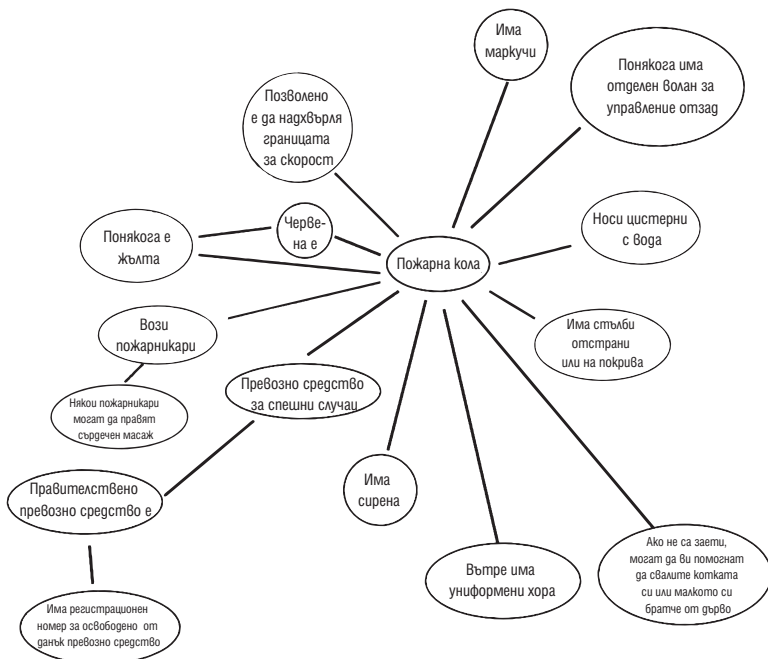 Има
маркучи
Понякога има
отделен волан за
управление отзад
Позволено
е да надхвърля
границата
за скорост
Черве-
на е
Понякога е
жълта
Носи цистерни
с вода
Пожарна кола
Вози
пожарникари
Има стълби
отстрани
или на покрива
Превозно средство
за спешни случаи
Някои пожарникари
могат да правят
сърдечен масаж
Има
сирена
Правителствено
превозно средство е
Ако не са заети,
могат да ви помогнат
да свалите котката
си или малкото си
братче от дърво
Вътре има
униформени хора
Има регистрационен
номер за освободено от
данък превозно средство